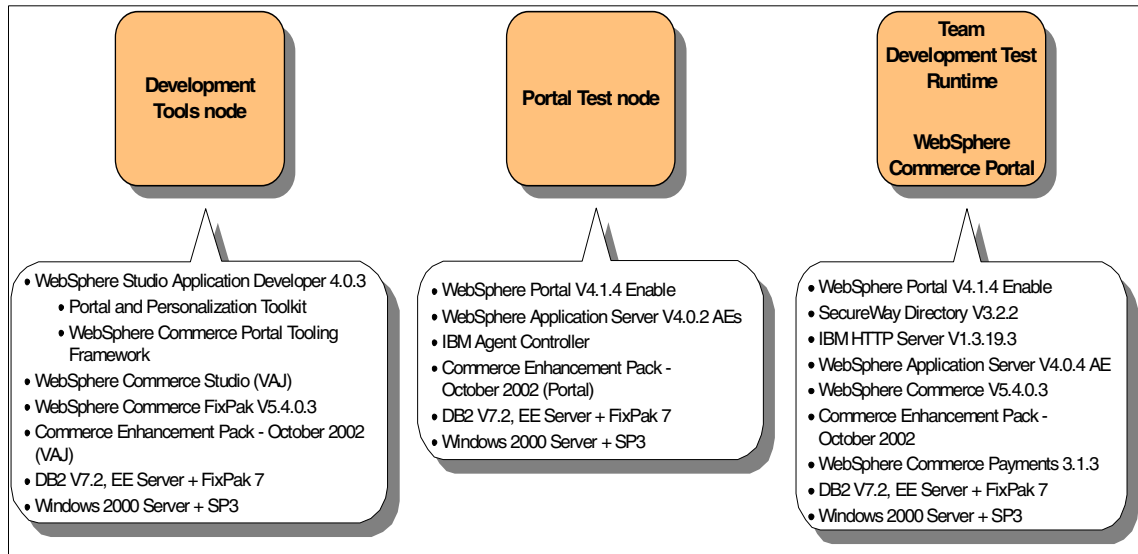 Development
Tools node
Portal Test node
Team
Development Test
Runtime
WebSphere
Commerce Portal
• WebSphere Studio Application Developer 4.0.3
• Portal and Personalization Toolkit
• WebSphere Commerce Portal Tooling
Framework
• WebSphere Commerce Studio (VAJ)
• WebSphere Commerce FixPak V5.4.0.3
• Commerce Enhancement Pack - October 2002
(VAJ)
• DB2 V7.2, EE Server + FixPak 7
• Windows 2000 Server + SP3
• WebSphere Portal V4.1.4 Enable
• WebSphere Application Server V4.0.2 AEs
• IBM Agent Controller
• Commerce Enhancement Pack -
October 2002 (Portal)
• DB2 V7.2, EE Server + FixPak 7
• Windows 2000 Server + SP3
• WebSphere Portal V4.1.4 Enable
• SecureWay Directory V3.2.2
• IBM HTTP Server V1.3.19.3
• WebSphere Application Server V4.0.4 AE
• WebSphere Commerce V5.4.0.3
• Commerce Enhancement Pack -
October 2002
• WebSphere Commerce Payments 3.1.3
• DB2 V7.2, EE Server + FixPak 7
• Windows 2000 Server + SP3